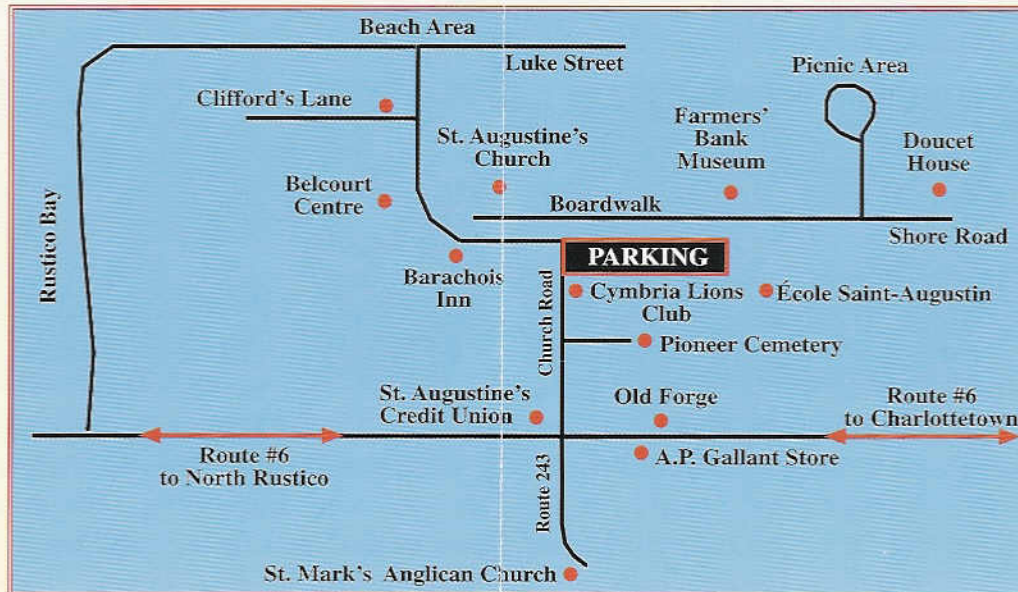 Beach Area
Luke Street
Picnic Area
Clifford's Lane
St. Augustine's
Church
Farmers'
Bank
Museum
Doucet
House
Belcourt
Centre
Boardwalk
Shore Road
Rustico Bay
Barachois
Inn
PARKING
Church Road
Cymbria Lions
Club
École Saint-Augustin
Pioneer Cemetery
St. Augustine's
Credit Union
Old Forge
Route #6
to Charlottetown
Route #6
to North Rustico
Route 243
A.P. Gallant Store
St. Mark's Anglican Church